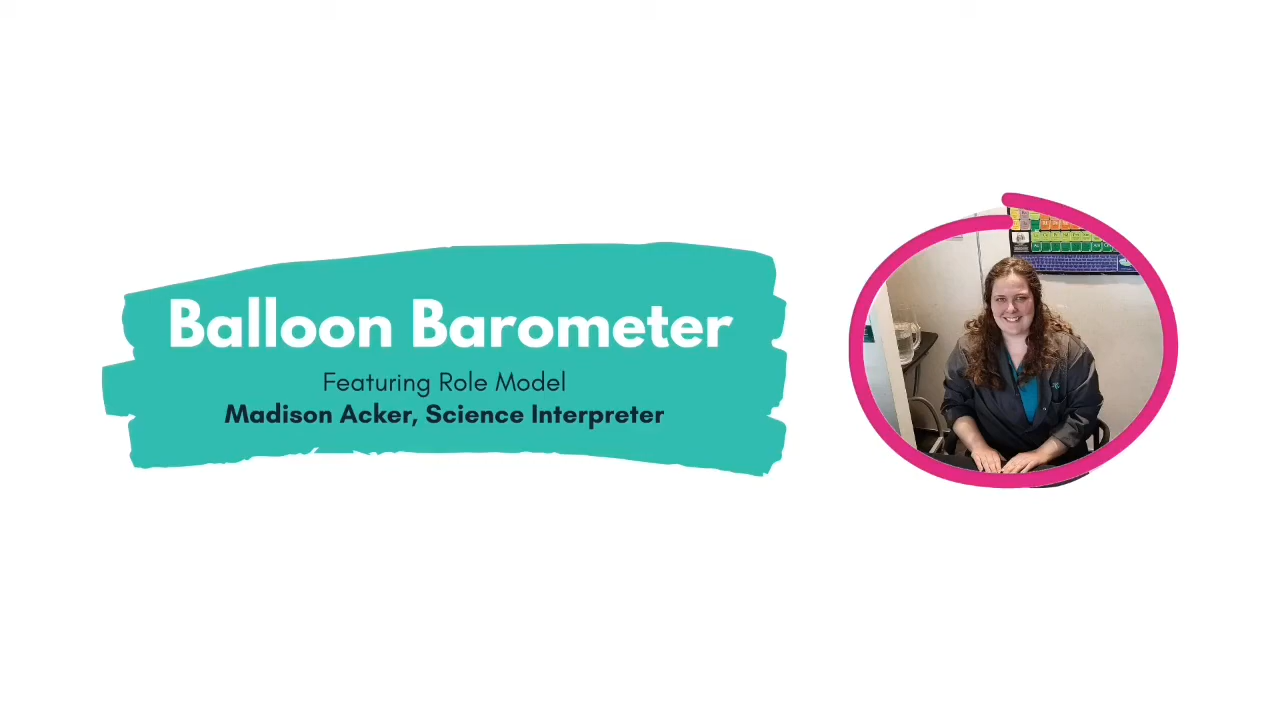 Balloon Barometer
Featuring Role Model
Madison Acker, Science Interpreter